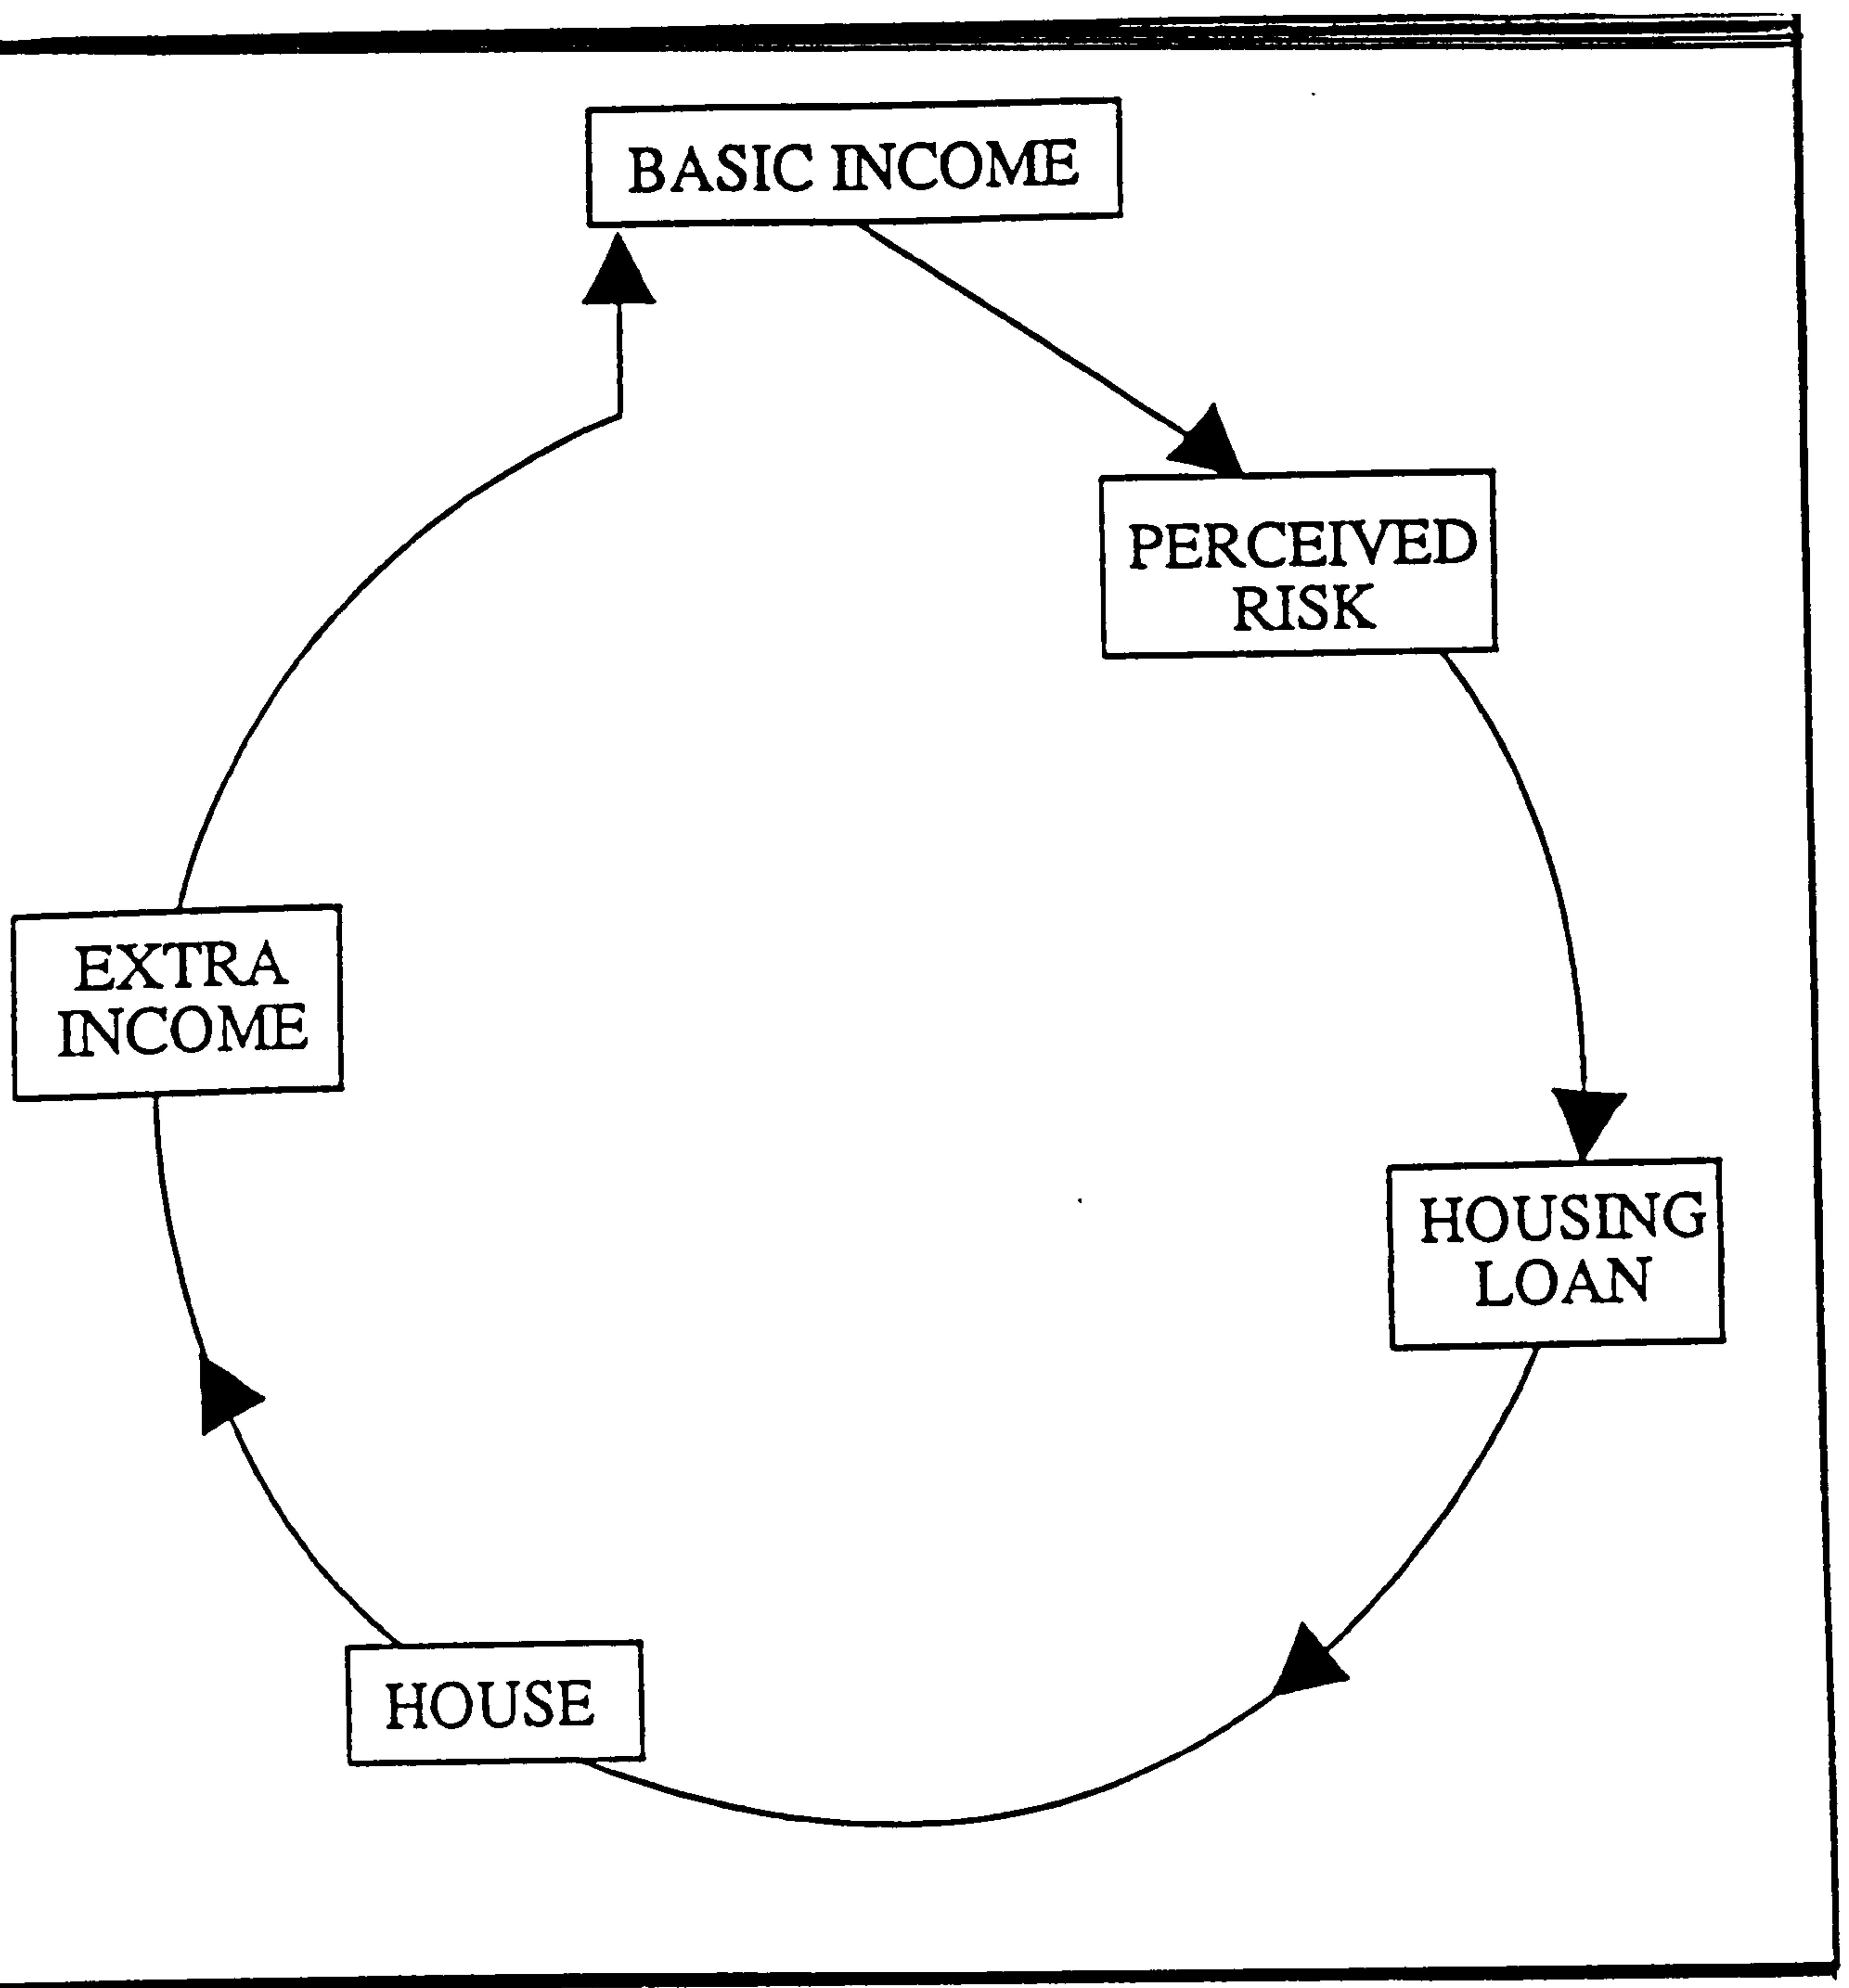 BASIC INCOME
PERCEIVED
RISK
HOUSING
LOAN
HOUSE
EXTRA
INCOME